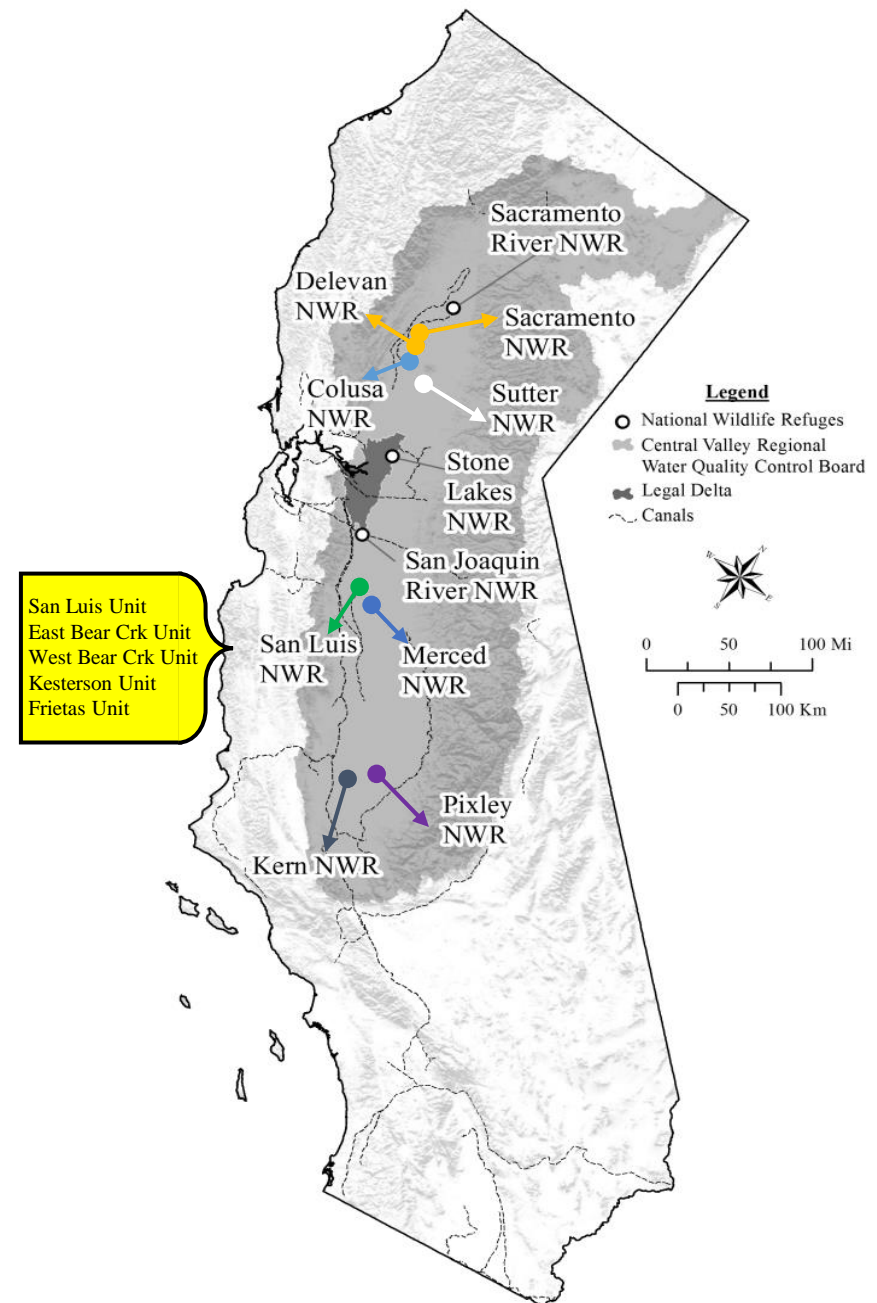 Sacramento
River NWR
Delevan
NWR
Sacramento
NWR
Colusa
NWR
Sutter
NWR
Legend
National Wildlife Refuges
Central Valley Regional
Water Quality Control Board
Legal Delta
Canals
Stone
Lakes
NWR
San Joaquin
River NWR
N
E
S
W
San Luis Unit
East Bear Crk Unit
West Bear Crk Unit
Kesterson Unit
Frietas Unit
San Luis
NWR
Merced
NWR
0 50 100 Mi
0 50 100 Km
Pixley
NWR
Kern NWR